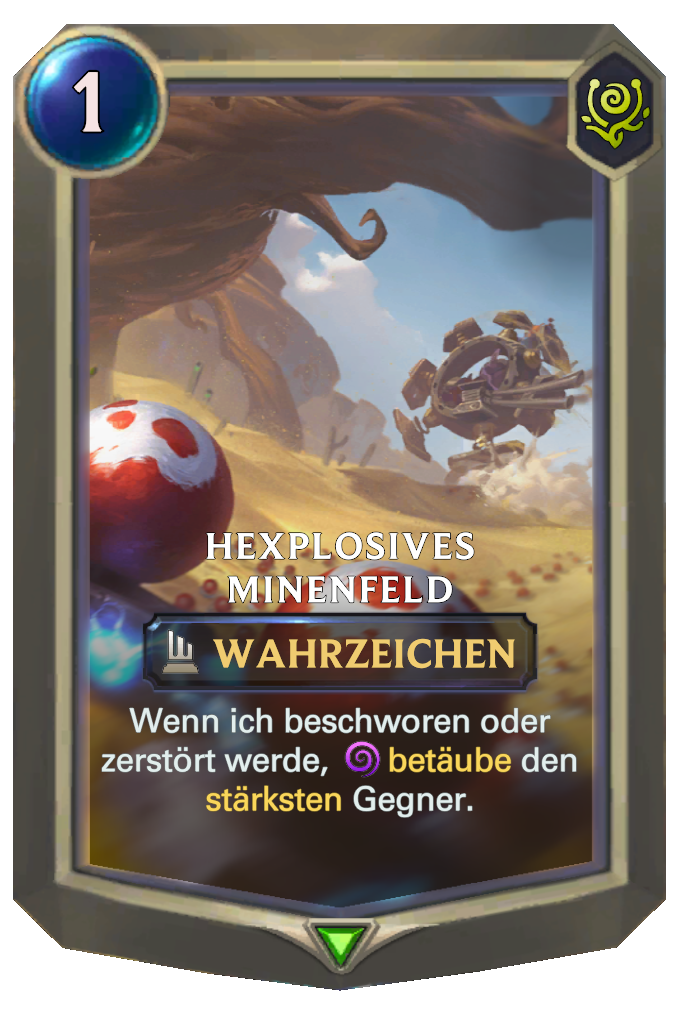 1
HEXPLOSIVES
MINENFELD
WAHRZEICHEN
Wenn ich beschworen oder
zerstört werde, betäube den
stärksten Gegner.